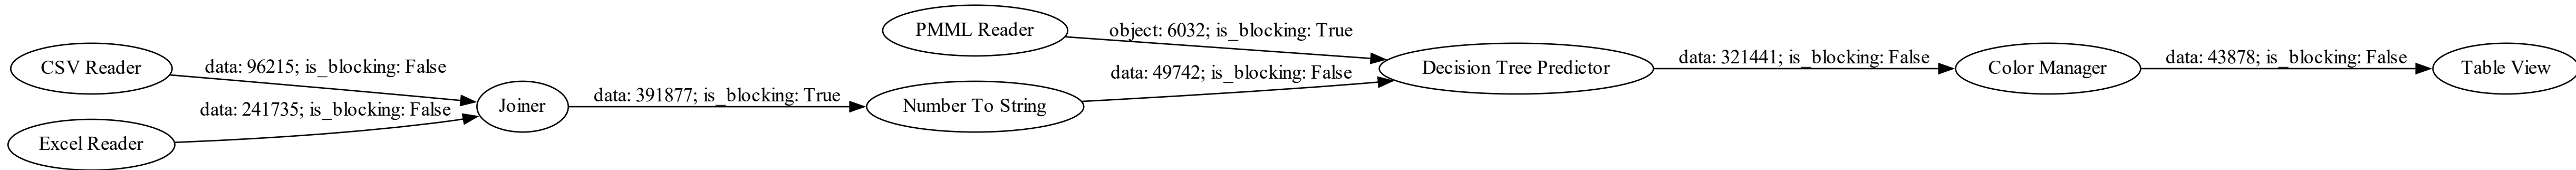 PMML Reader
object: 6032; is_blocking: True
CSV Reader
data: 96215; is_blocking: False
data: 49742; is_blocking: False
Decision Tree Predictor
data: 321441; is_blocking: False
Color Manager
data: 43878; is_blocking: False
Table View
data: 241735; is_blocking: False
Joiner
data: 391877; is_blocking: True
Number To String
Excel Reader